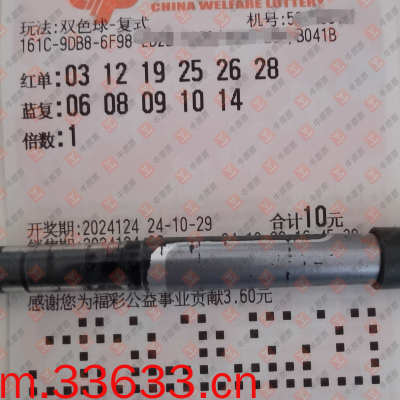 CHINA WELFARE LOTTERY
玩法:双色球-复式 机号:5
161C-9DB8-6F98- B041B
红单:03 12 19 25 26 28
蓝复:06 08 09 10 14
倍数:1
开奖期:2024124 24-10-29 合计10元
感谢您为福彩公益事业贡献3.60元
m.33633.cn